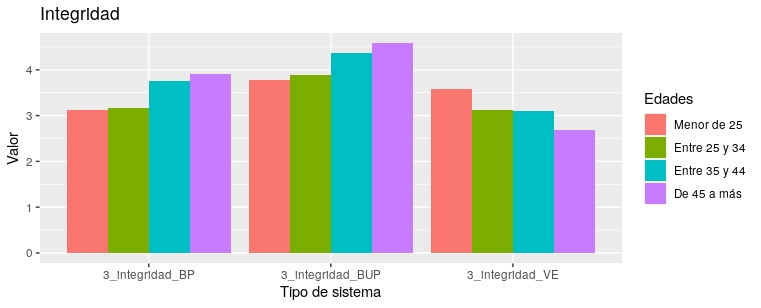 Integridad
Valor
4
3
2
1
0
3_integridad_BP
3_integridad_BUP
3_integridad_VE
Tipo de sistema
Edades
Menor de 25
Entre 25 y 34
Entre 35 y 44
De 45 a más